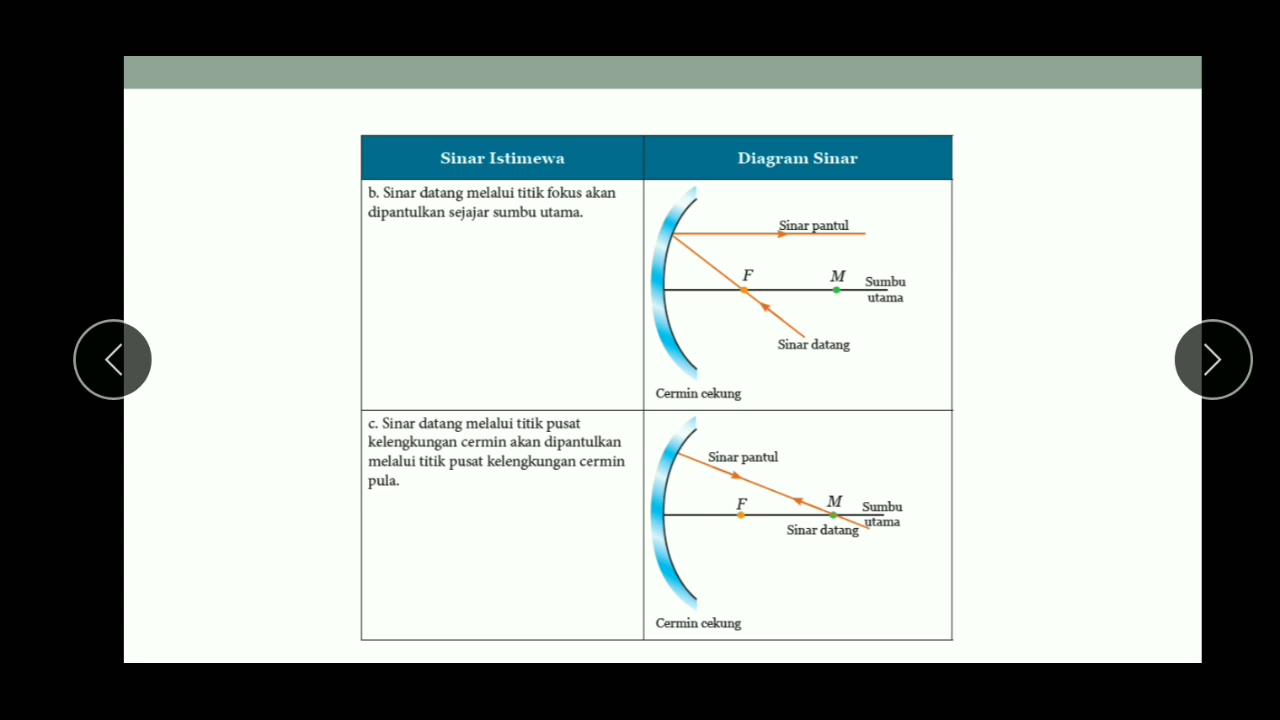 Sinar Istimewa
Diagram Sinar
b. Sinar datang melalui titik fokus akan
dipantulkan sejajar sumbu utama.
Sinar pantul
F
M
Sumbu
utama
Sinar datang
Cermin cekung
c. Sinar datang melalui titik pusat
kelengkungan cermin akan dipantulkan
melalui titik pusat kelengkungan cermin
pula.
Sinar pantul
F
M
Sumbu
utama
Sinar datang
Cermin cekung